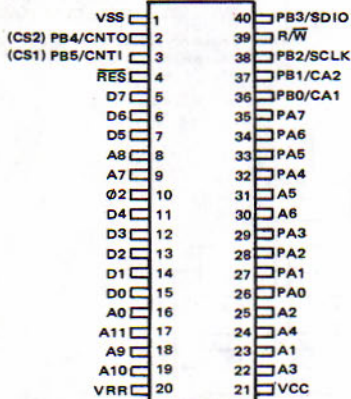 VSS 1 40 PB3/SDIO
(CS2) PB4/CNTO 2 39 R/W̅
(CS1) PB5/CNTI 3 38 PB2/SCLK
R̅E̅S̅ 4 37 PB1/CA2
D7 5 36 PB0/CA1
D6 6 35 PA7
D5 7 34 PA6
A8 8 33 PA5
A7 9 32 PA4
Ø2 10 31 A5
D4 11 30 A6
D3 12 29 PA3
D2 13 28 PA2
D1 14 27 PA1
D0 15 26 PA0
A0 16 25 A2
A11 17 24 A4
A9 18 23 A1
A10 19 22 A3
VRR 20 21 VCC